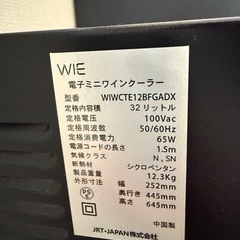 WIE
電子ミニワインクーラー
型番 WIWCTE12BFGADX
定格内容積 32リットル
定格電圧 100Vac
定格周波数 50/60Hz
定格消費電力 65W
電源コードの長さ 1.5m
気候クラス N , SN
断熱材 シクロペンタン
質量 12.3Kg
外形寸法 幅 252mm
奥行き 445mm
高さ 645mm
PSE
JRT-JAPAN株式会社
中国製